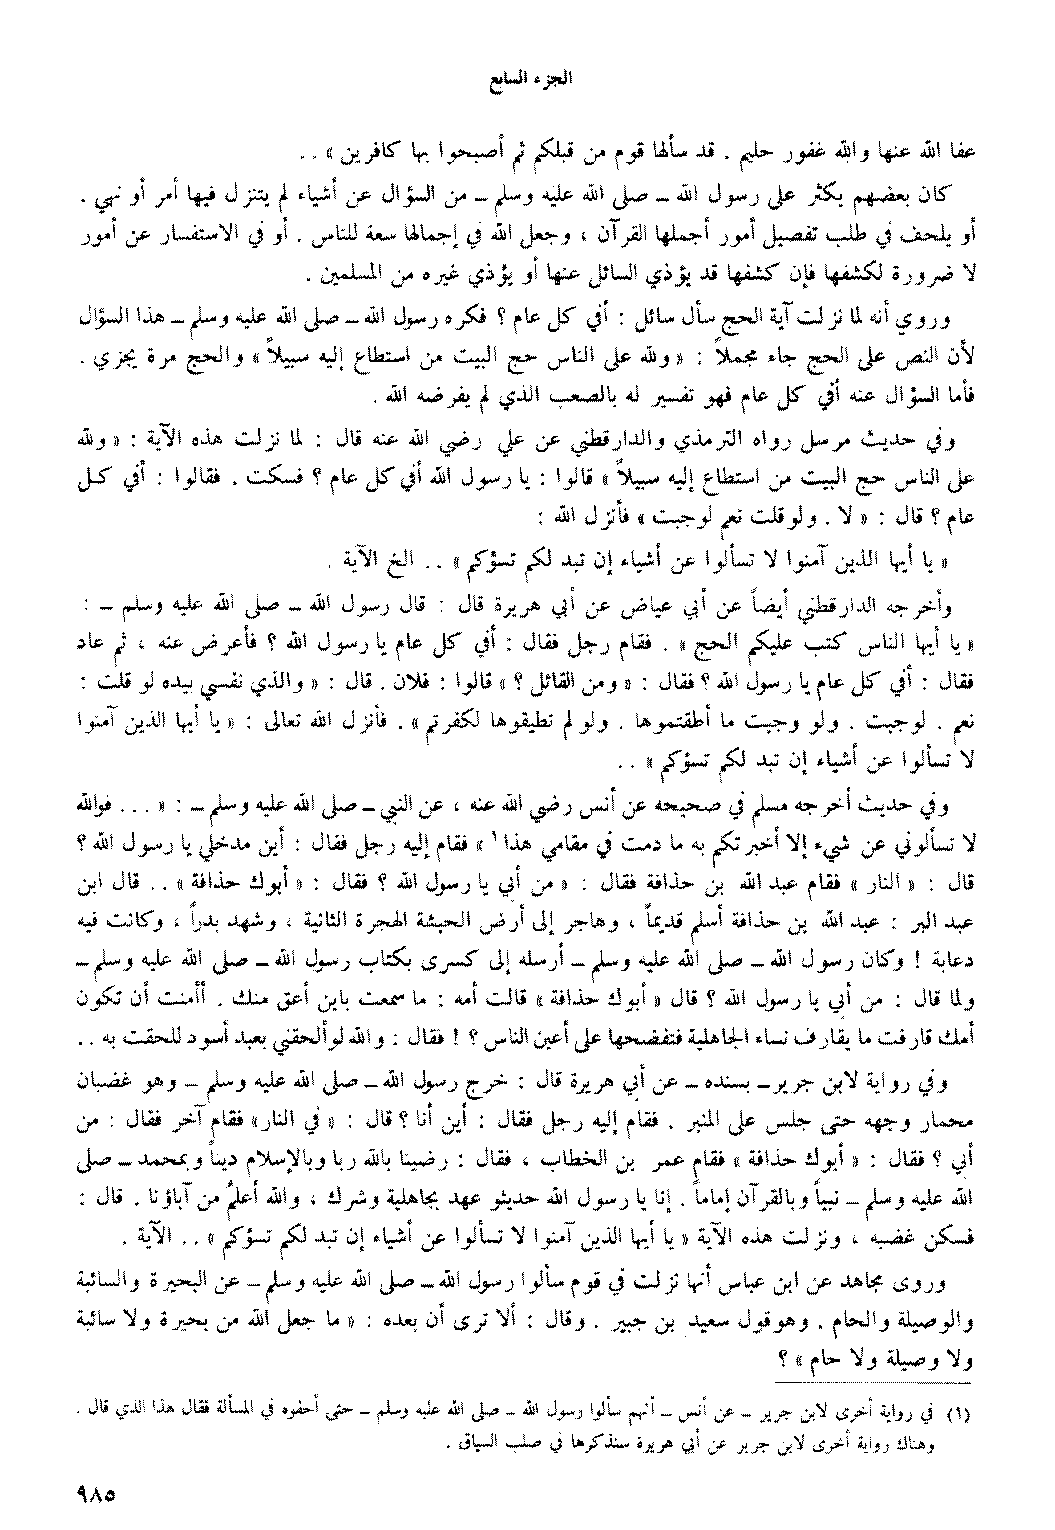 الجزء السابع
عفا الله عنها والله غفور حليم . قد سألها قوم من قبلكم ثم أصبحوا بها كافرين » . .
كان بعضهم يكثر على رسول الله ــ صلى الله عليه وسلم ــ من السؤال عن أشياء لم يتنزل فيها أمر أو نهي .
أو يلحف في طلب تفصيل أمور أجملها القرآن ، وجعل الله في إجمالها سعة للناس . أو في الاستفسار عن أمور
لا ضرورة لكشفها فإن كشفها قد يؤذي السائل عنها أو يؤذي غيره من المسلمين .
وروي أنه لما نزلت آية الحج سأل سائل : أفي كل عام ؟ فكره رسول الله ــ صلى الله عليه وسلم ــ هذا السؤال
لأن النص على الحج جاء مجملاً : « ولله على الناس حج البيت من استطاع إليه سبيلاً » والحج مرة يجزي .
فأما السؤال عنه أفي كل عام فهو تفسير له بالصعب الذي لم يفرضه الله .
وفي حديث مرسل رواه الترمذي والدارقطني عن علي رضي الله عنه قال : لما نزلت هذه الآية : « ولله
على الناس حج البيت من استطاع إليه سبيلاً » قالوا : يا رسول الله أفي كل عام ؟ فسكت . فقالوا : أفي كـل
عام ؟ قال : « لا . ولو قلت نعم لوجبت » فأنزل الله :
« يا أيها الذين آمنوا لا تسألوا عن أشياء إن تبد لكم تسؤكم » . . الخ الآية .
وأخرجه الدارقطني أيضاً عن أبي عياض عن أبي هريرة قال : قال رسول الله ــ صلى الله عليه وسلم ــ :
« يا أيها الناس كتب عليكم الحج » . فقام رجل فقال : أفي كل عام يا رسول الله ؟ فأعرض عنه ، ثم عاد
فقال : أفي كل عام يا رسول الله ؟ فقال : « ومن القائل ؟ » قالوا : فلان . قال : « والذي نفسي بيده لو قلت :
نعم . لوجبت . ولو وجبت ما أطقتموها . ولو لم تطيقوها لكفرتم » . فأنزل الله تعالى : « يا أيها الذين آمنوا
لا تسألوا عن أشياء إن تبد لكم تسؤكم » . .
وفي حديث أخرجه مسلم في صحيحه عن أنس رضي الله عنه ، عن النبي ــ صلى الله عليه وسلم ــ : « . . . فوالله
لا تسألوني عن شيء إلا أخبرتكم به ما دمت في مقامي هذا ١ » فقام إليه رجل فقال : أين مدخلي يا رسول الله ؟
قال : « النار » فقام عبد الله بن حذافة فقال : « من أبي يا رسول الله ؟ فقال : « أبوك حذافة » . . قال ابن
عبد البر : عبد الله بن حذافة أسلم قديماً ، وهاجر إلى أرض الحبشة الهجرة الثانية ، وشهد بدراً ، وكانت فيه
دعابة ! وكان رسول الله ــ صلى الله عليه وسلم ــ أرسله إلى كسرى بكتاب رسول الله ــ صلى الله عليه وسلم ــ
ولما قال : من أبي يا رسول الله ؟ قال « أبوك حذافة » قالت أمه : ما سمعت بابن أعق منك . أأمنت أن تكون
أمك قارفت ما يقارف نساء الجاهلية فتفضحها على أعين الناس ؟ ! فقال : والله لو ألحقني بعبد أسود للحقت به . .
وفي رواية لابن جرير ــ بسنده ــ عن أبي هريرة قال : خرج رسول الله ــ صلى الله عليه وسلم ــ وهو غضبان
محمار وجهه حتى جلس على المنبر . فقام إليه رجل فقال : أين أنا ؟ قال : « في النار » فقام آخر فقال : من
أبي ؟ فقال : « أبوك حذافة » فقام عمر بن الخطاب ، فقال : رضينا بالله ربا وبالإسلام ديناً وبمحمد ــ صلى
الله عليه وسلم ــ نبياً وبالقرآن إماماً . إنا يا رسول الله حديثو عهد بجاهلية وشرك ، والله أعلم من آباؤنا . قال :
فسكن غضبه ، ونزلت هذه الآية « يا أيها الذين آمنوا لا تسألوا عن أشياء إن تبد لكم تسؤكم » . . الآية .
وروى مجاهد عن ابن عباس أنها نزلت في قوم سألوا رسول الله ــ صلى الله عليه وسلم ــ عن البحيرة والسائبة
والوصيلة والحام . وهو قول سعيد بن جبير . وقال : ألا ترى أن بعده : « ما جعل الله من بحيرة ولا سائبة
ولا وصيلة ولا حام » ؟
(١) في رواية أخرى لابن جرير ــ عن أنس ــ أنهم سألوا رسول الله ــ صلى الله عليه وسلم ــ حتى أحفوه في المسألة فقال هذا الذي قال .
وهناك رواية أخرى لابن جرير عن أبي هريرة سنذكرها في صلب السياق .
٩٨٥